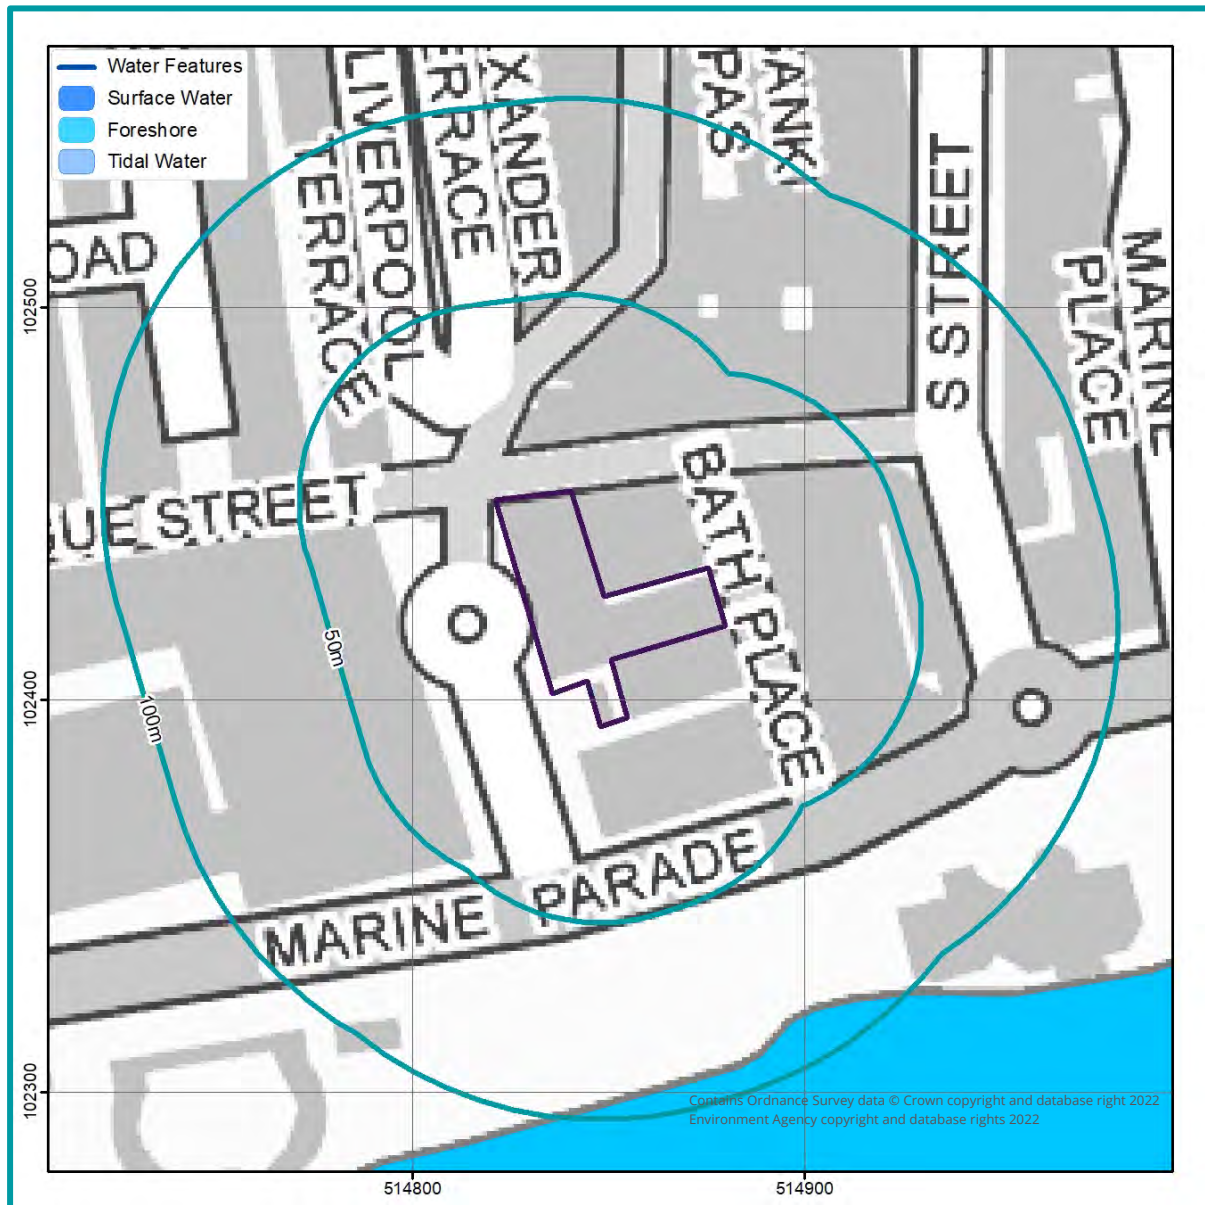 Water Features
Surface Water
Foreshore
Tidal Water
LIVERPOOL
TERRACE
XANDER
ERRACE
PAS
BANK
S STREET
MARINE
PLACE
OAD
GUE STREET
BATH PLACE
MARINE PARADE
50m
100m
102500
102400
102300
514800
514900
Contains Ordnance Survey data © Crown copyright and database right 2022
Environment Agency copyright and database rights 2022